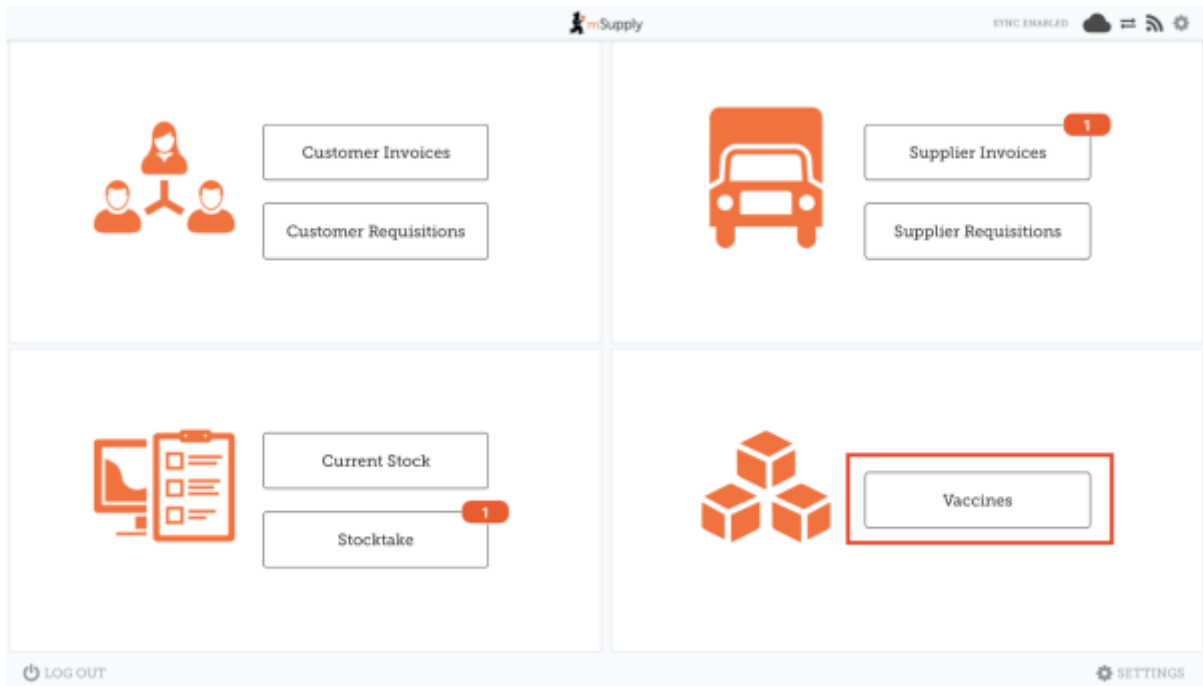 mSupply
SYNC ENABLED
Customer Invoices
Customer Requisitions
1
Supplier Invoices
Supplier Requisitions
Current Stock
1
Stocktake
Vaccines
LOG OUT
SETTINGS